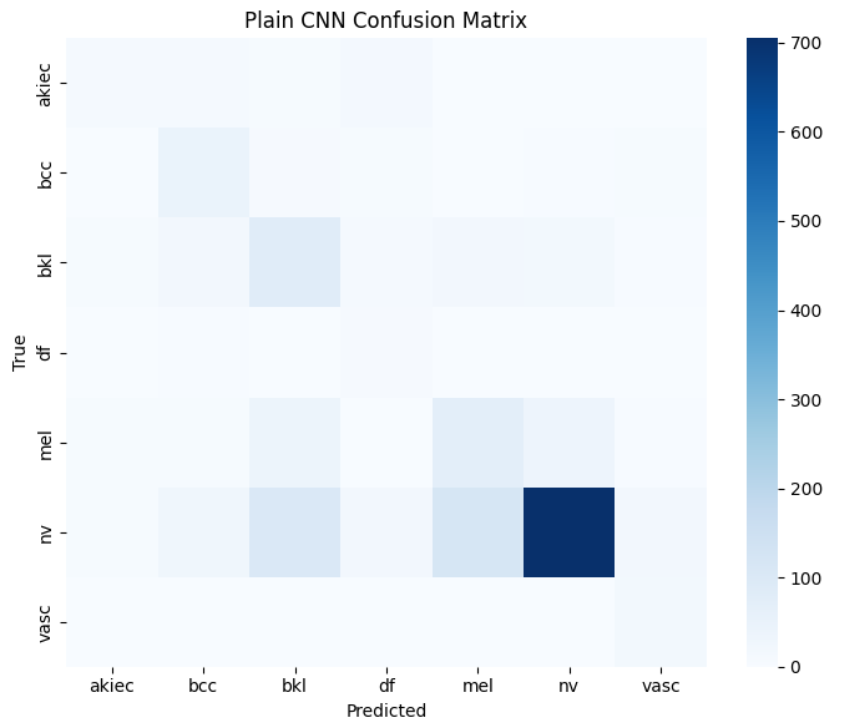 Plain CNN Confusion Matrix
True
akiec
bcc
bkl
df
mel
nv
vasc
akiec bcc bkl df mel nv vasc
Predicted
700
600
500
400
300
200
100
0